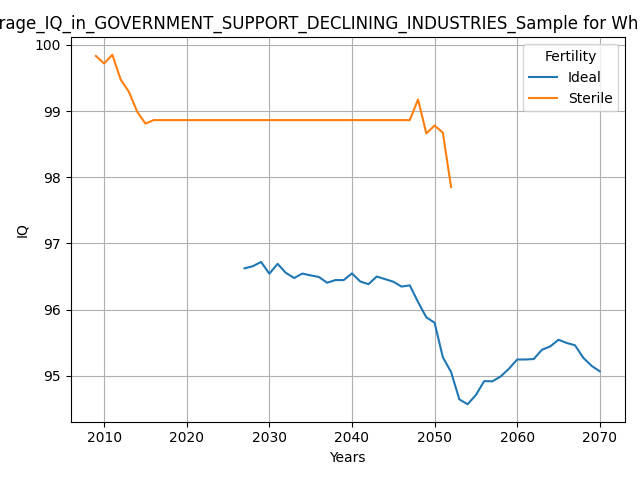 rage_IQ_in_GOVERNMENT_SUPPORT_DECLINING_INDUSTRIES_Sample for Wh
Fertility
Ideal
Sterile
100
99
98
97
96
95
IQ
2010 2020 2030 2040 2050 2060 2070
Years